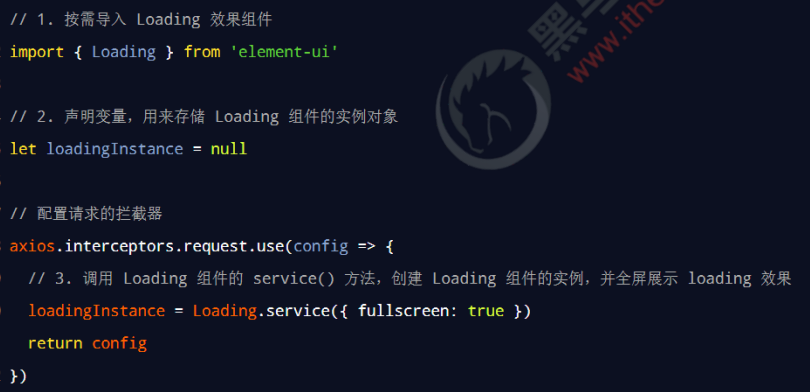 // 1. 按需导入 Loading 效果组件
import { Loading } from 'element-ui'
// 2. 声明变量，用来存储 Loading 组件的实例对象
let loadingInstance = null
// 配置请求的拦截器
axios.interceptors.request.use(config => {
// 3. 调用 Loading 组件的 service() 方法，创建 Loading 组件的实例，并全屏展示 loading 效果
loadingInstance = Loading.service({ fullscreen: true })
return config
})
黑
www.ithe